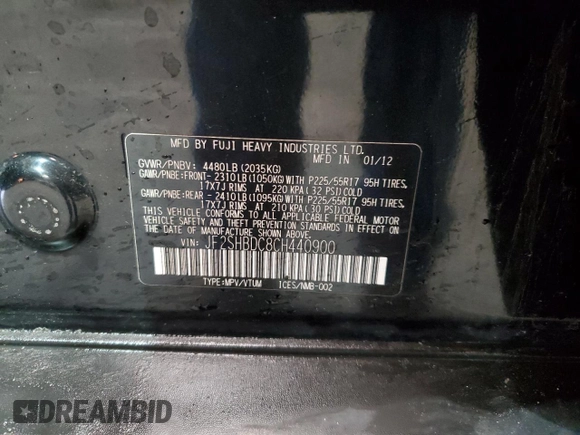 MFD BY FUJI HEAVY INDUSTRIES LTD.
MFD IN 01/12
GVWR/PNBV: 4480LB (2035KG)
GAWR/PNBE:FRONT- 2310LB(1050KG)WITH P225/55R17 95H TIRES,
17X7J RIMS AT 220 KPA(32 PSI)COLD
GAWR/PNBE:REAR -2410LB(1095KG)WITH P225/55R17 95H TIRES,
17X7J RIMS AT 210 KPA(30 PSI)COLD
THIS VEHICLE CONFORMS TO ALL APPLICABLE FEDERAL MOTOR
VEHICLE SAFETY AND THEFT PREVENTION STANDARDS IN EFFECT ON
THE DATE OF MANUFACTURE SHOWN ABOVE.
VIN: JF2SHBDC8CH440900
TYPE:MPV/VTUM ICES/NMB-002
DREAMBID